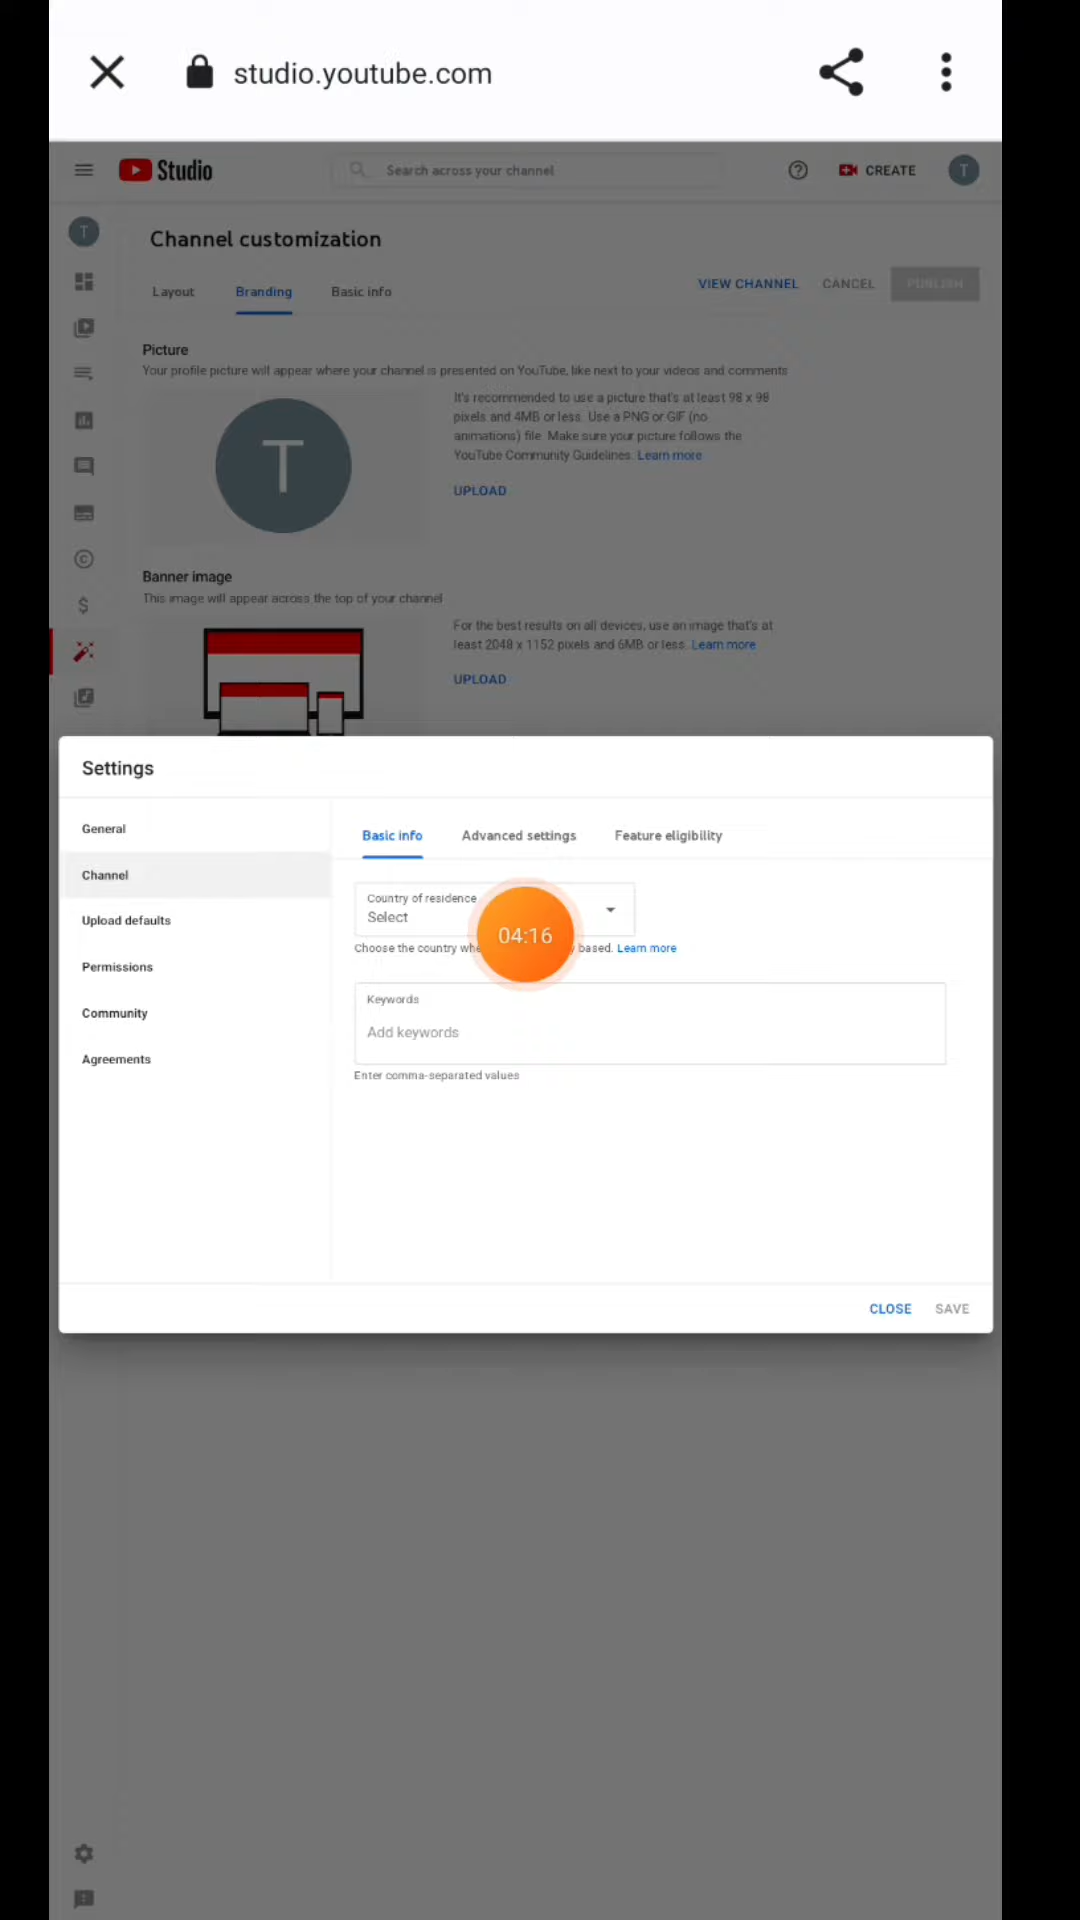 studio.youtube.com
Studio
Search across your channel
CREATE
T
T
Channel customization
Layout
Branding
Basic info
VIEW CHANNEL
CANCEL
PUBLISH
Picture
Your profile picture will appear where your channel is presented on YouTube, like next to your videos and comments
T
It's recommended to use a picture that's at least 98 x 98
pixels and 4MB or less. Use a PNG or GIF (no
animations) file. Make sure your picture follows the
YouTube Community Guidelines. Learn more
UPLOAD
Banner image
This image will appear across the top of your channel
For the best results on all devices, use an image that's at
least 2048 x 1152 pixels and 6MB or less. Learn more
UPLOAD
Settings
General
Channel
Upload defaults
Permissions
Community
Agreements
Basic info
Advanced settings
Feature eligibility
Country of residence
Select
04:16
Choose the country based. Learn more
Keywords
Add keywords
Enter comma-separated values
CLOSE
SAVE